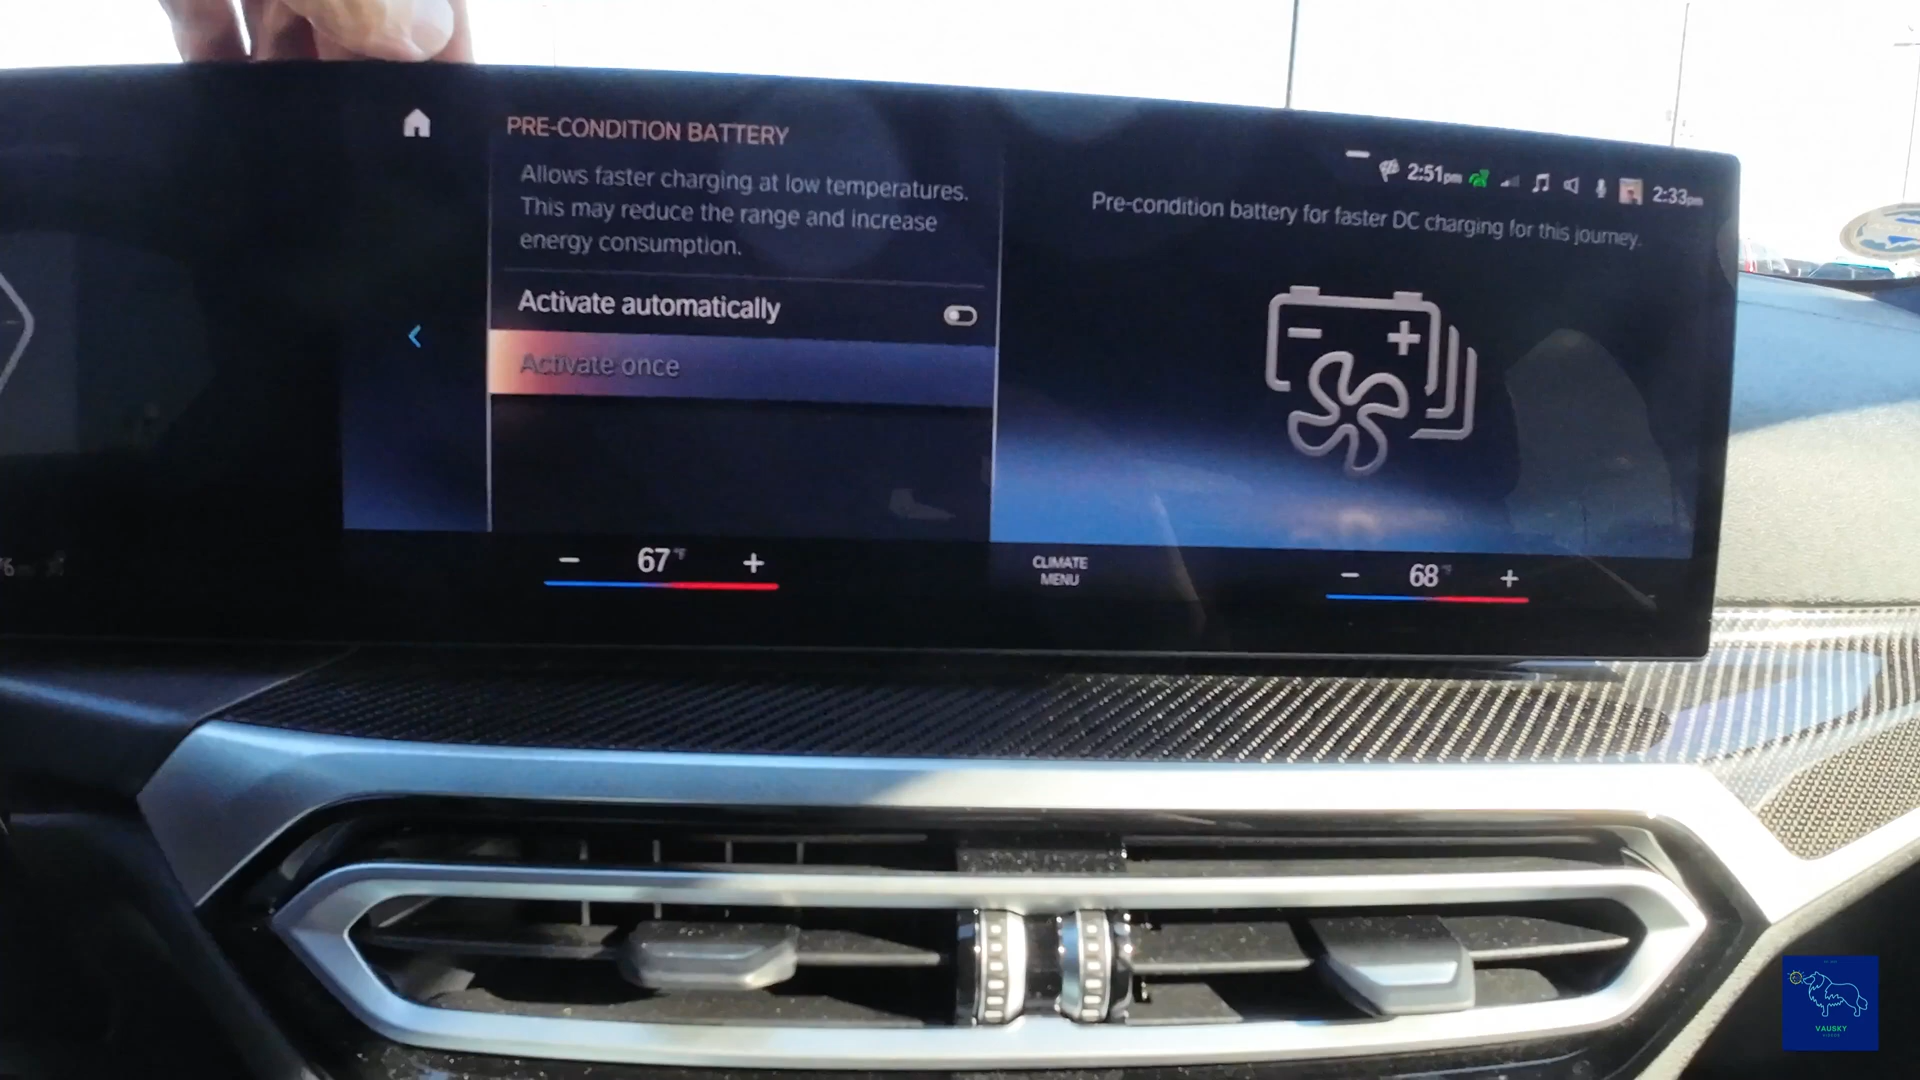 PRE-CONDITION BATTERY
Allows faster charging at low temperatures.
This may reduce the range and increase
energy consumption.
Activate automatically
Activate once
2:51pm
2:33pm
Pre-condition battery for faster DC charging for this journey.
67°F
CLIMATE
MENU
68°F
VAUSKY